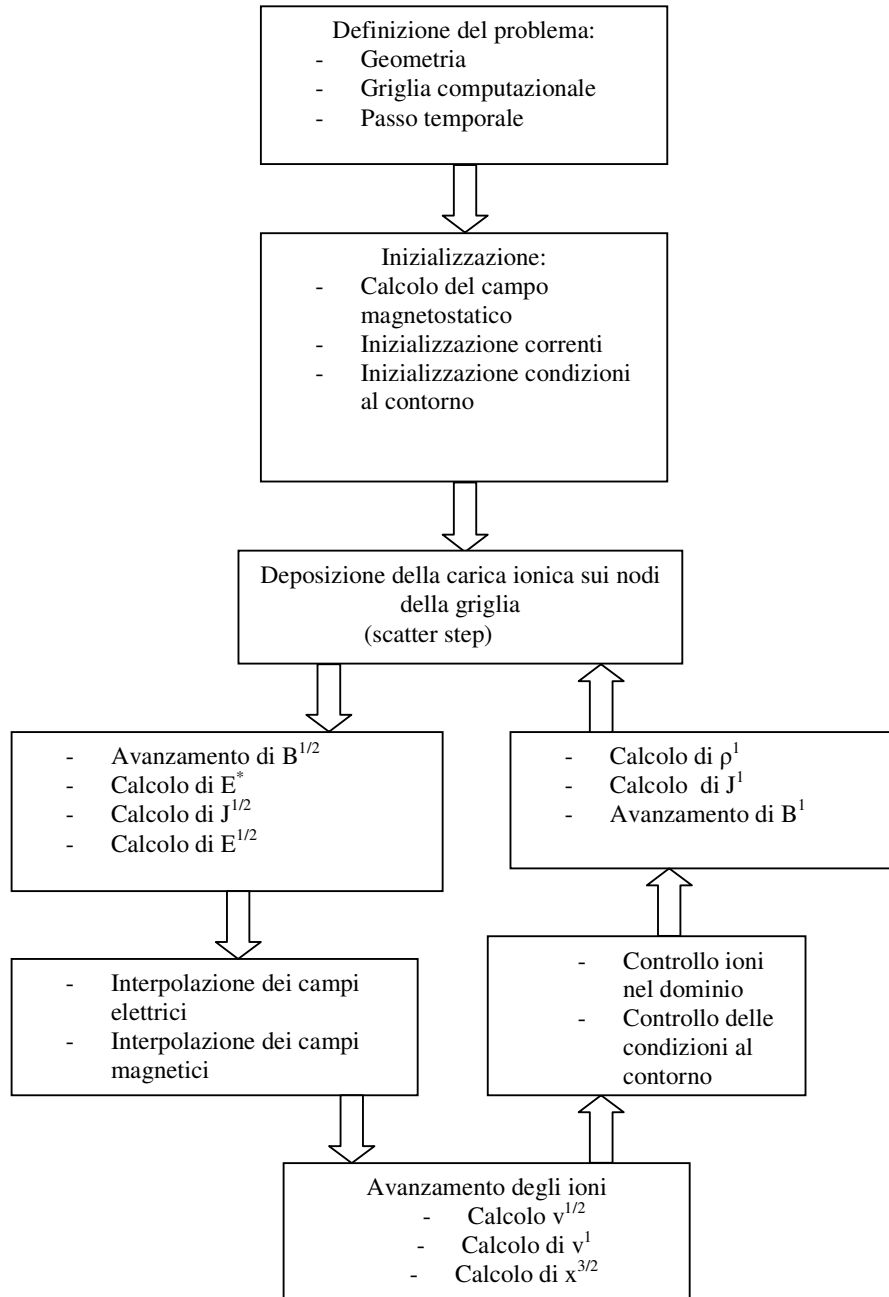 Definizione del problema:
- Geometria
- Griglia computazionale
- Passo temporale
Inizializzazione:
- Calcolo del campo
magnetostatico
- Inizializzazione correnti
- Inizializzazione condizioni
al contorno
Deposizione della carica ionica sui nodi
della griglia
(scatter step)
- Avanzamento di B^{1/2}
- Calcolo di E^{*}
- Calcolo di J^{1/2}
- Calcolo di E^{1/2}
- Interpolazione dei campi
elettrici
- Interpolazione dei campi
magnetici
Avanzamento degli ioni
- Calcolo v^{1/2}
- Calcolo di v^{1}
- Calcolo di x^{3/2}
- Controllo ioni
nel dominio
- Controllo delle
condizioni al
contorno
- Calcolo di ρ^{1}
- Calcolo di J^{1}
- Avanzamento di B^{1}